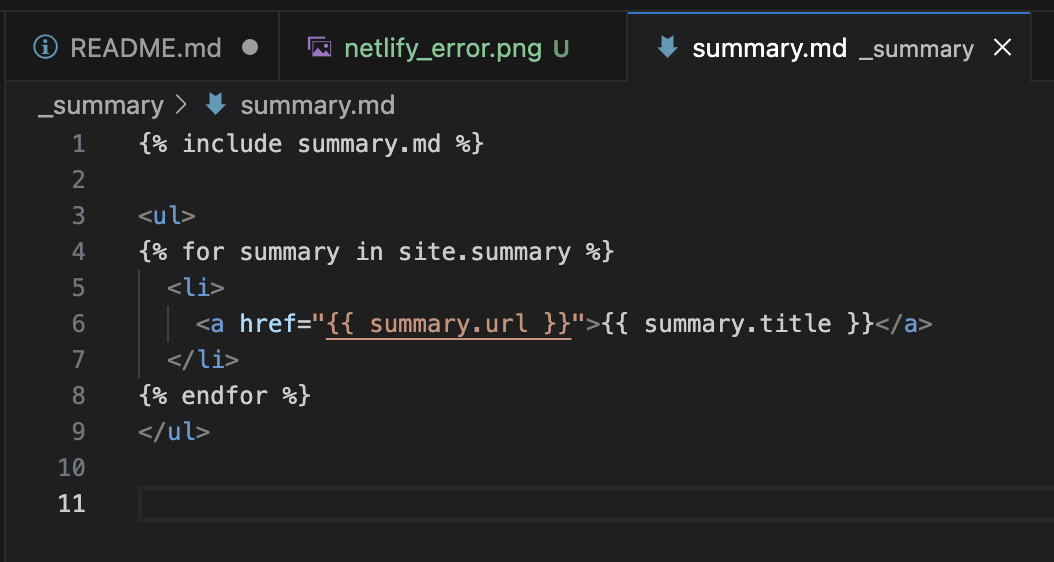 README.md ●
netlify_error.png U
summary.md _summary ×
_summary > summary.md
1 {% include summary.md %}
2
3 <ul>
4 {% for summary in site.summary %}
5   <li>
6     <a href="{{ summary.url }}">{{ summary.title }}</a>
7   </li>
8 {% endfor %}
9 </ul>
10
11